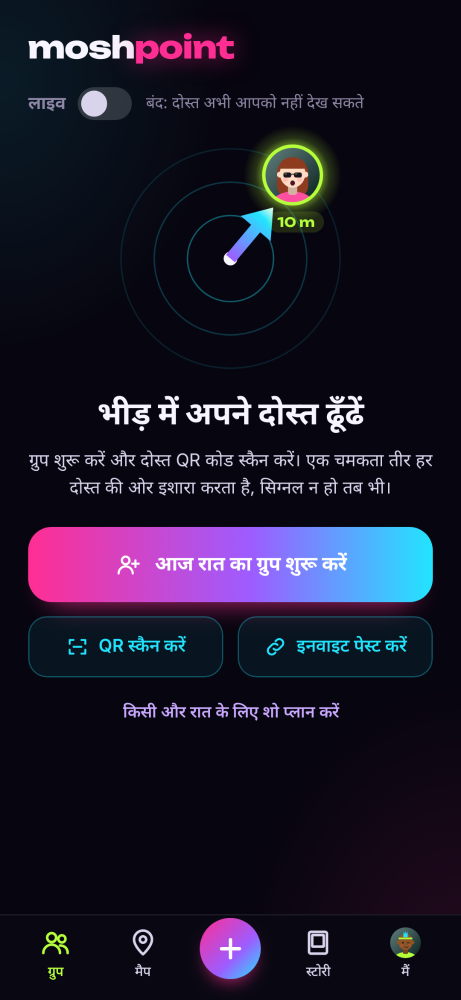 moshpoint
लाइव
बंद: दोस्त अभी आपको नहीं देख सकते
10 m
भीड़ में अपने दोस्त ढूँढें
ग्रुप शुरू करें और दोस्त QR कोड स्कैन करें। एक चमकता तीर हर
दोस्त की ओर इशारा करता है, सिग्नल न हो तब भी।
आज रात का ग्रुप शुरू करें
QR स्कैन करें
इनवाइट पेस्ट करें
किसी और रात के लिए शो प्लान करें
ग्रुप
मैप
स्टोरी
मैं